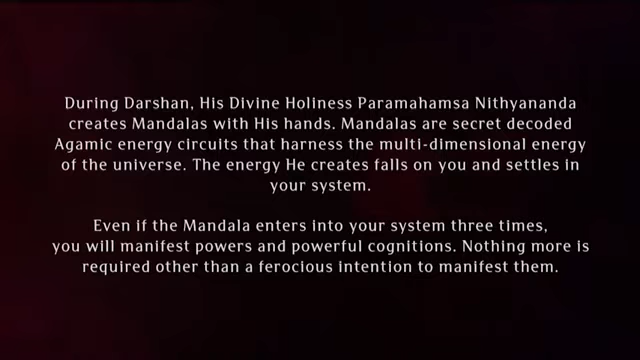 During Darshan, His Divine Holiness Paramahamsa Nithyananda
creates Mandalas with His hands. Mandalas are secret decoded
Agamic energy circuits that harness the multi-dimensional energy
of the universe. The energy He creates falls on you and settles in
your system.
Even if the Mandala enters into your system three times,
you will manifest powers and powerful cognitions. Nothing more is
required other than a ferocious intention to manifest them.